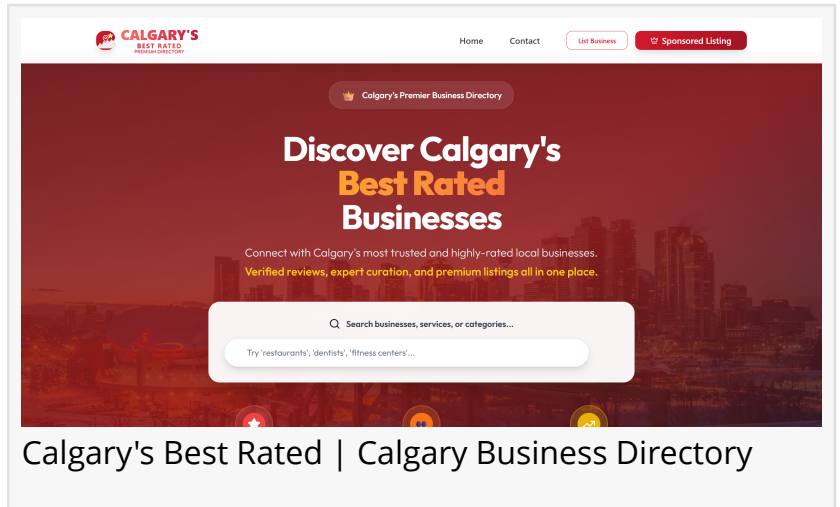 CALGARY'S
BEST RATED
PREMIUM DIRECTORY
Home
Contact
List Business
Sponsored Listing
Calgary's Premier Business Directory
Discover Calgary's
Best Rated
Businesses
Connect with Calgary's most trusted and highly-rated local businesses.
Verified reviews, expert curation, and premium listings all in one place.
Search businesses, services, or categories...
Try 'restaurants', 'dentists', 'fitness centers'...
Calgary's Best Rated | Calgary Business Directory